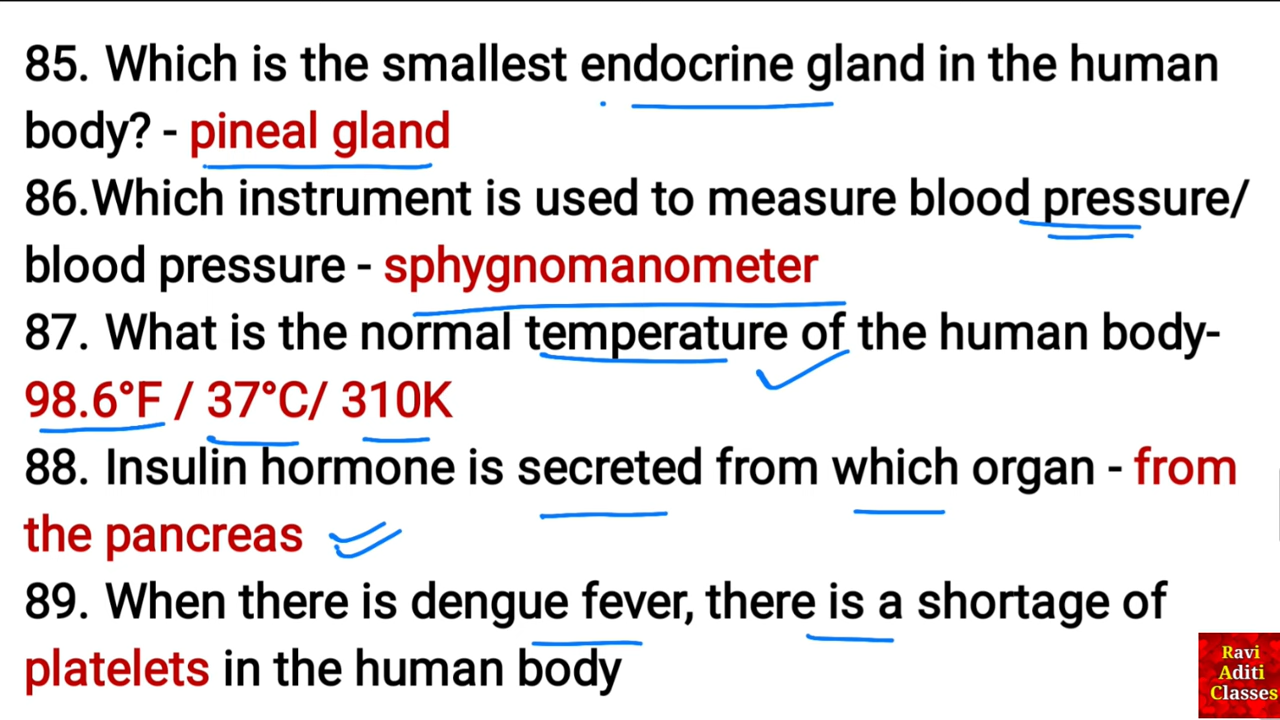 85. Which is the smallest endocrine gland in the human
body? - pineal gland
86.Which instrument is used to measure blood pressure/
blood pressure - sphygnomanometer
87. What is the normal temperature of the human body-
98.6°F / 37°C/ 310K
88. Insulin hormone is secreted from which organ - from
the pancreas
89. When there is dengue fever, there is a shortage of
platelets in the human body
Ravi
Aditi
Classes